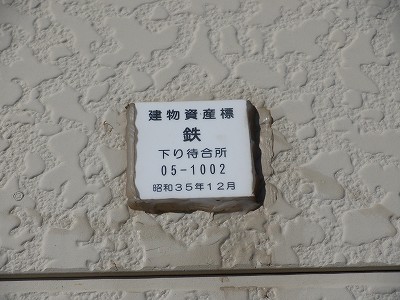 建物資産標
鉄
下り待合所
05-1002
昭和35年12月